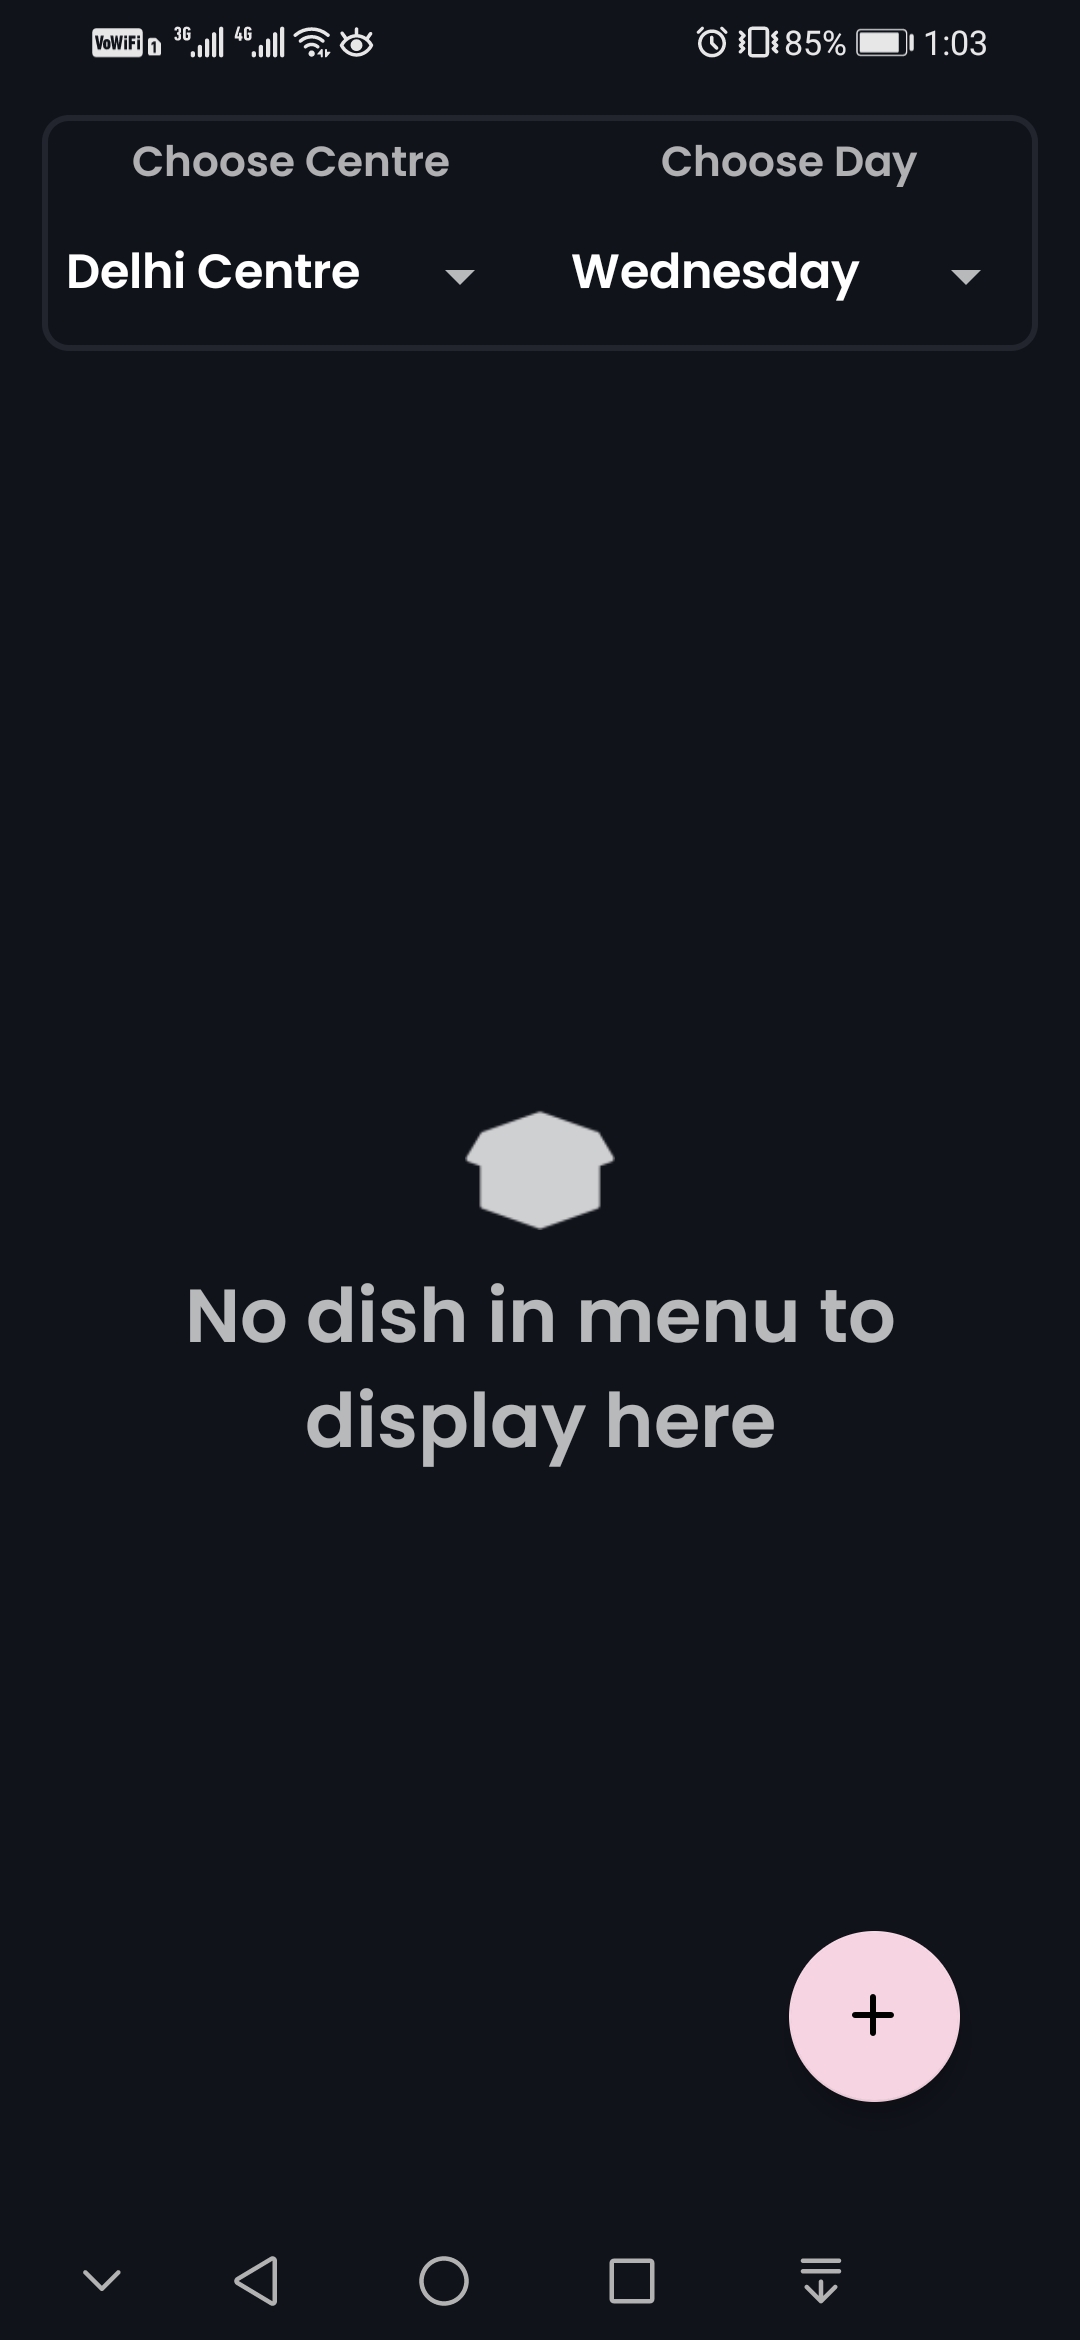 VoWiFi 1 3G 4G 85% 1:03
Choose Centre Choose Day
Delhi Centre Wednesday
No dish in menu to
display here